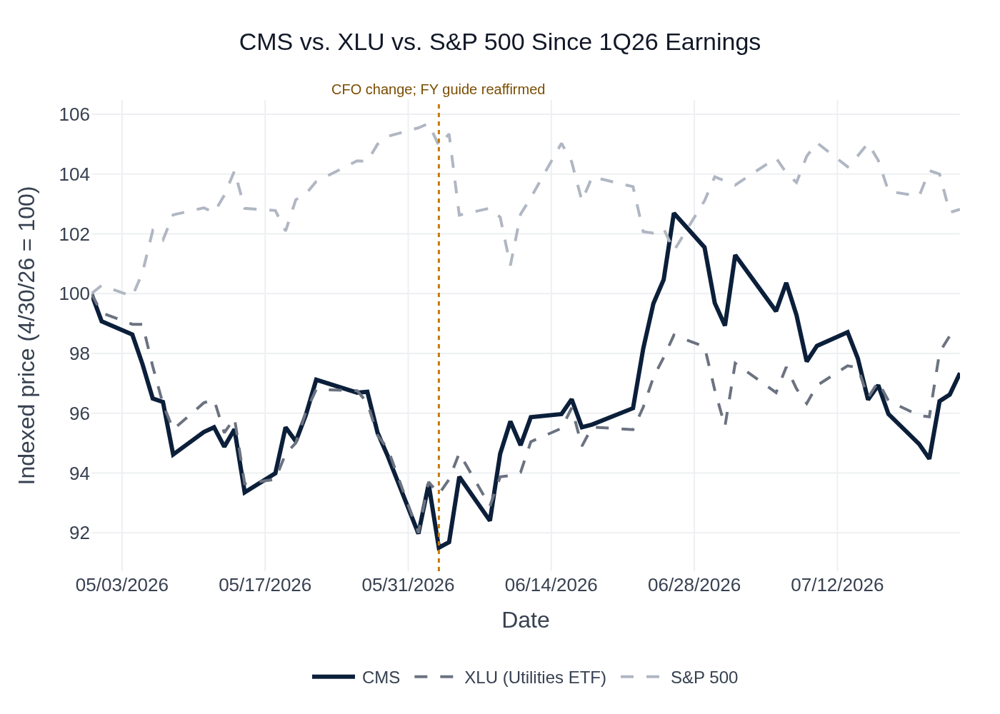 CMS vs. XLU vs. S&P 500 Since 1Q26 Earnings
CFO change; FY guide reaffirmed
Indexed price (4/30/26 = 100)
106
104
102
100
98
96
94
92
05/03/2026
05/17/2026
05/31/2026
06/14/2026
06/28/2026
07/12/2026
Date
CMS
XLU (Utilities ETF)
S&P 500